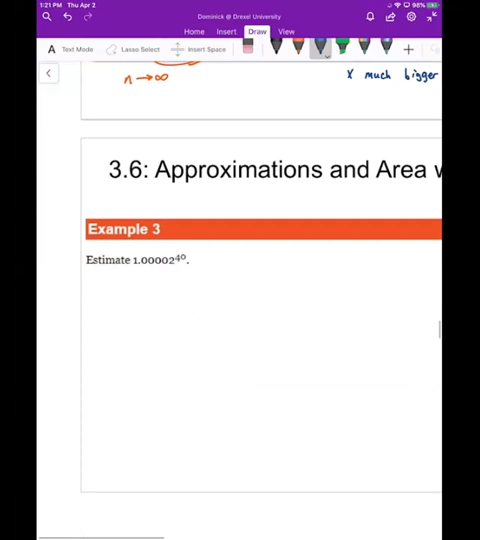 1:21 PM Thu Apr 2
98%
Dominick @ Drexel University
Home Insert Draw View
A Text Mode Lasso Select Insert Space
n → ∞
x much bigger
3.6: Approximations and Area
Example 3
Estimate 1.00002⁴⁰.